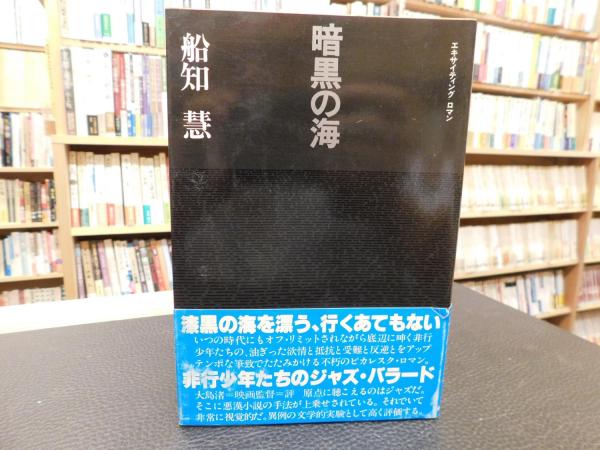 エキサイティング ロマン
暗黒の海
船知 慧
漆黒の海を漂う、行くあてもない
いつの時代にもオフ・リミットされながら底辺に呻く非行
少年たちの、油ぎった欲情と抵抗と受難と反逆とをアップ
テンポな筆致でたたみかける 不朽のピカレスク・ロマン。
非行少年たちのジャズ・バラード
大島渚＝映画監督＝評 原点に聴こえるのはジャズだ。
そこに悪漢小説の手法が上乗せされている。それでいて
非常に視覚的だ。異例の文学的実験として高く評価する。